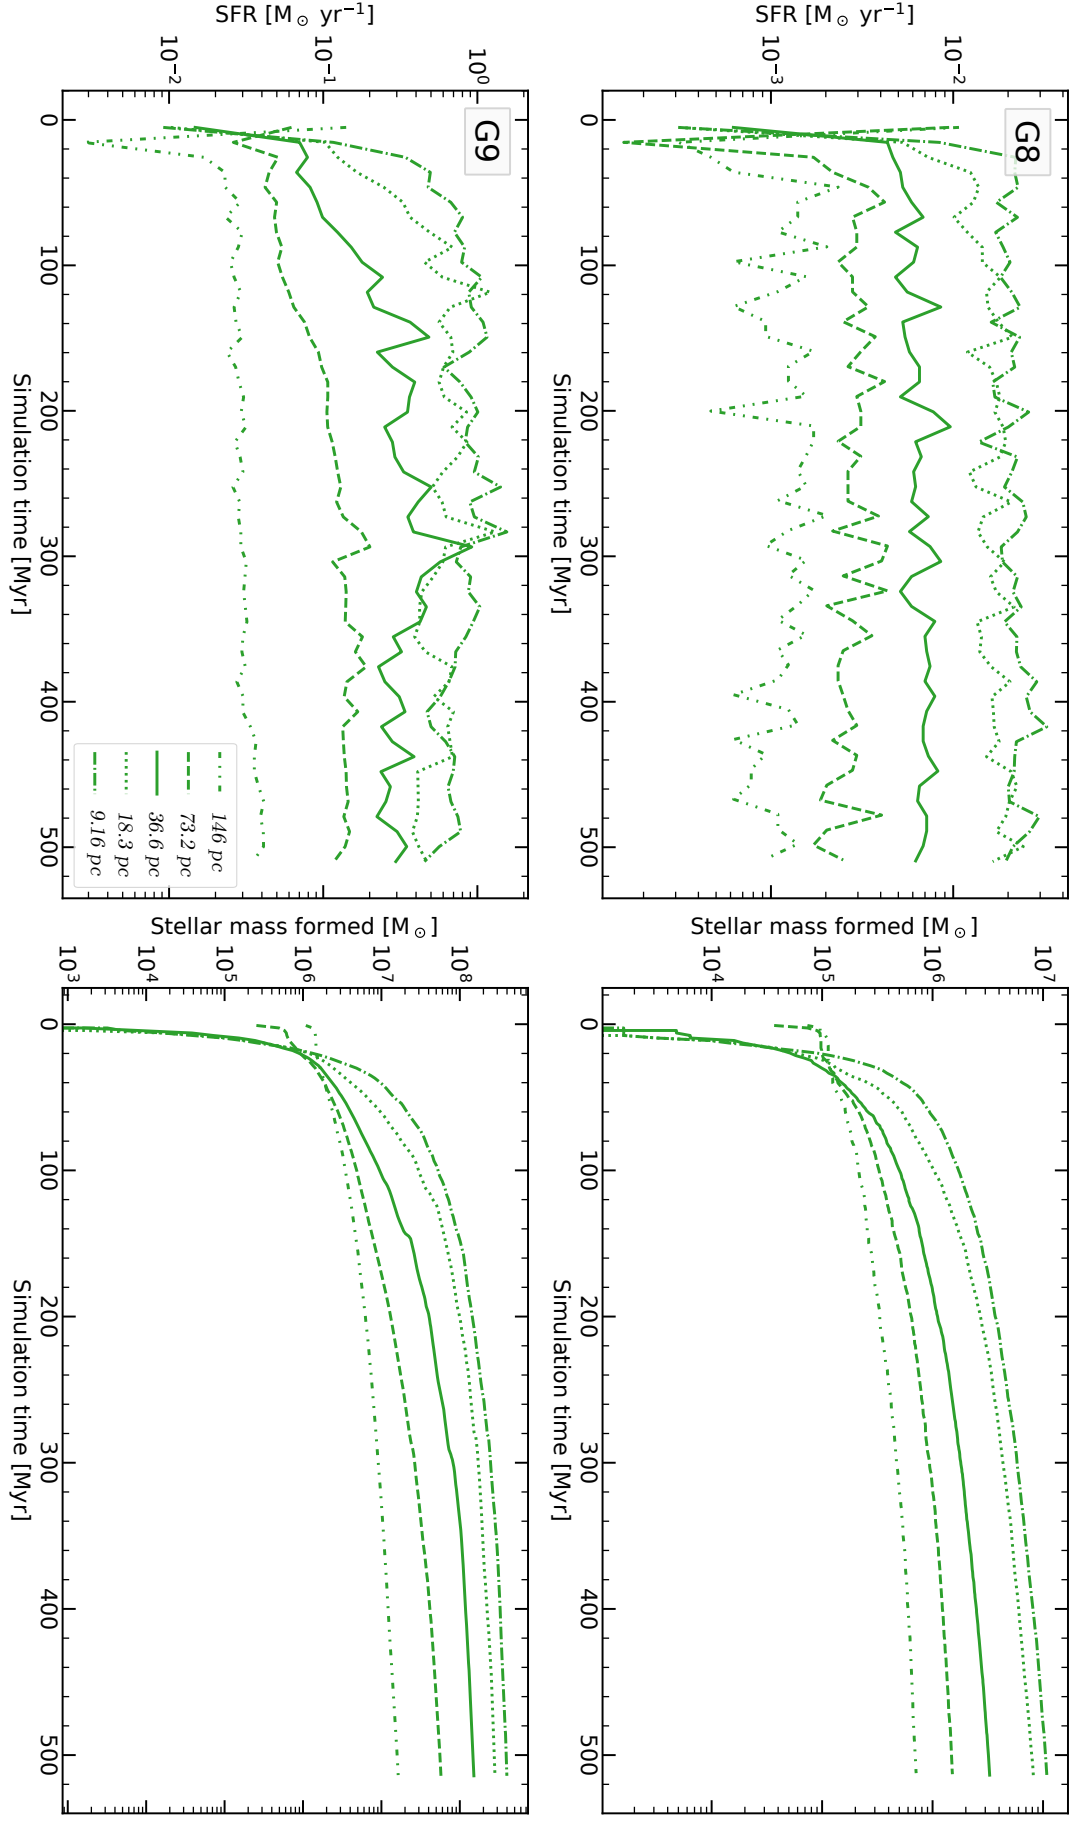 G8
SFR [M⊙ yr⁻¹]
10⁻²
10⁻³
0 100 200 300 400 500
Simulation time [Myr]
Stellar mass formed [M⊙]
10⁷
10⁶
10⁵
10⁴
0 100 200 300 400 500
Simulation time [Myr]
G9
SFR [M⊙ yr⁻¹]
10⁰
10⁻¹
10⁻²
0 100 200 300 400 500
Simulation time [Myr]
146 pc
73.2 pc
36.6 pc
18.3 pc
9.16 pc
Stellar mass formed [M⊙]
10⁸
10⁷
10⁶
10⁵
10⁴
10³
0 100 200 300 400 500
Simulation time [Myr]